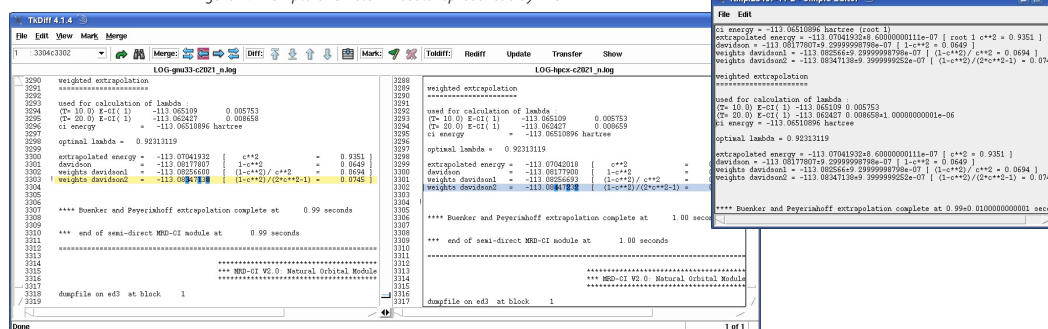 TkDiff 4.1.4
File Edit View Mark Merge Help
1 : 3304c3302 Merge: Diff: Mark: Toldiff: Rediff Update Transfer Show
LOG-gnu33-c2021_n.log
3290 weighted extrapolation
3291 ======================
3292
3293 used for calculation of lambda :
3294 (T= 10.0) E-CI( 1) -113.065109 0.005753
3295 (T= 20.0) E-CI( 1) -113.062427 0.008659
3296 ci energy = -113.06510896 hartree
3297
3298 optimal lambda = 0.92313119
3299
3300 extrapolated energy = -113.07041932 [ c**2 = 0.9351 ]
3301 davidson = -113.08177807 [ 1-c**2 = 0.0649 ]
3302 weights davidson1 = -113.08256600 [ (1-c**2)/ c**2 = 0.0694 ]
3303 ! weights davidson2 = -113.08347138 [ (1-c**2)/(2*c**2-1) = 0.0745 ]
3304
3307 **** Buenker and Peyerimhoff extrapolation complete at 0.99 seconds
3308
3309
3310 *** end of semi-direct MRD-CI module at 0.99 seconds
3311
3312 ==========
3313
3314 ****************************************
3315 *** MRD-CI V2.0: Natural Orbital Module
3316 ****************************************
3317
3318 dumpfile on ed3 at block 1
3319
LOG-hpcx-c2021_n.log
3288
3289 weighted extrapolation
3290 ======================
3291
3292 used for calculation of lambda :
3293 (T= 10.0) E-CI( 1) -113.065109 0.005753
3294 (T= 20.0) E-CI( 1) -113.062427 0.008658
3295 ci energy = -113.06510896 hartree
3296
3297 optimal lambda = 0.92313119
3298
3299 extrapolated energy = -113.07042018 [ c**2 =
3300 davidson = -113.08177900 [ 1-c**2 =
3301 weights davidson1 = -113.08256693 [ (1-c**2)/ c**2 =
3302 weights davidson2 = -113.08447232 [ (1-c**2)/(2*c**2-1) =
3303
3304
3306 **** Buenker and Peyerimhoff extrapolation complete at 1.00 seconds
3307
3308
3309 *** end of semi-direct MRD-CI module at 1.00 seconds
3310
3311 ==========
3312
3313 ****************************************
3314 *** MRD-CI V2.0: Natural Orbital Module
3315 ****************************************
3316 dumpfile on ed3 at block 1
3317
Done 1 of 1
File Edit
ci energy = -113.06510896 hartree (root 1)
extrapolated energy = -113.07041932±8.60000000111e-07 [ root 1 c**2 = 0.9351 ]
davidson = -113.08177807±9.29999998798e-07 [ 1-c**2 = 0.0649 ]
weights davidson1 = -113.082566±9.29999998798e-07 [ (1-c**2)/ c**2 = 0.0694 ]
weights davidson2 = -113.08347138±9.3999999252e-07 [ (1-c**2)/(2*c**2-1) = 0.074
weighted extrapolation
======================
used for calculation of lambda :
(T= 10.0) E-CI( 1) -113.065109 0.005753
(T= 20.0) E-CI( 1) -113.062427 0.008658±1.00000000001e-06
ci energy = -113.06510896 hartree
optimal lambda = 0.92313119
extrapolated energy = -113.07041932±8.60000000111e-07 [ c**2 = 0.9351 ]
davidson = -113.08177807±9.29999998798e-07 [ 1-c**2 = 0.0649 ]
weights davidson1 = -113.082566±9.29999998798e-07 [ (1-c**2)/ c**2 = 0.0694 ]
weights davidson2 = -113.08347138±9.3999999252e-07 [ (1-c**2)/(2*c**2-1) = 0.074
**** Buenker and Peyerimhoff extrapolation complete at 0.99±0.0100000000001 seco